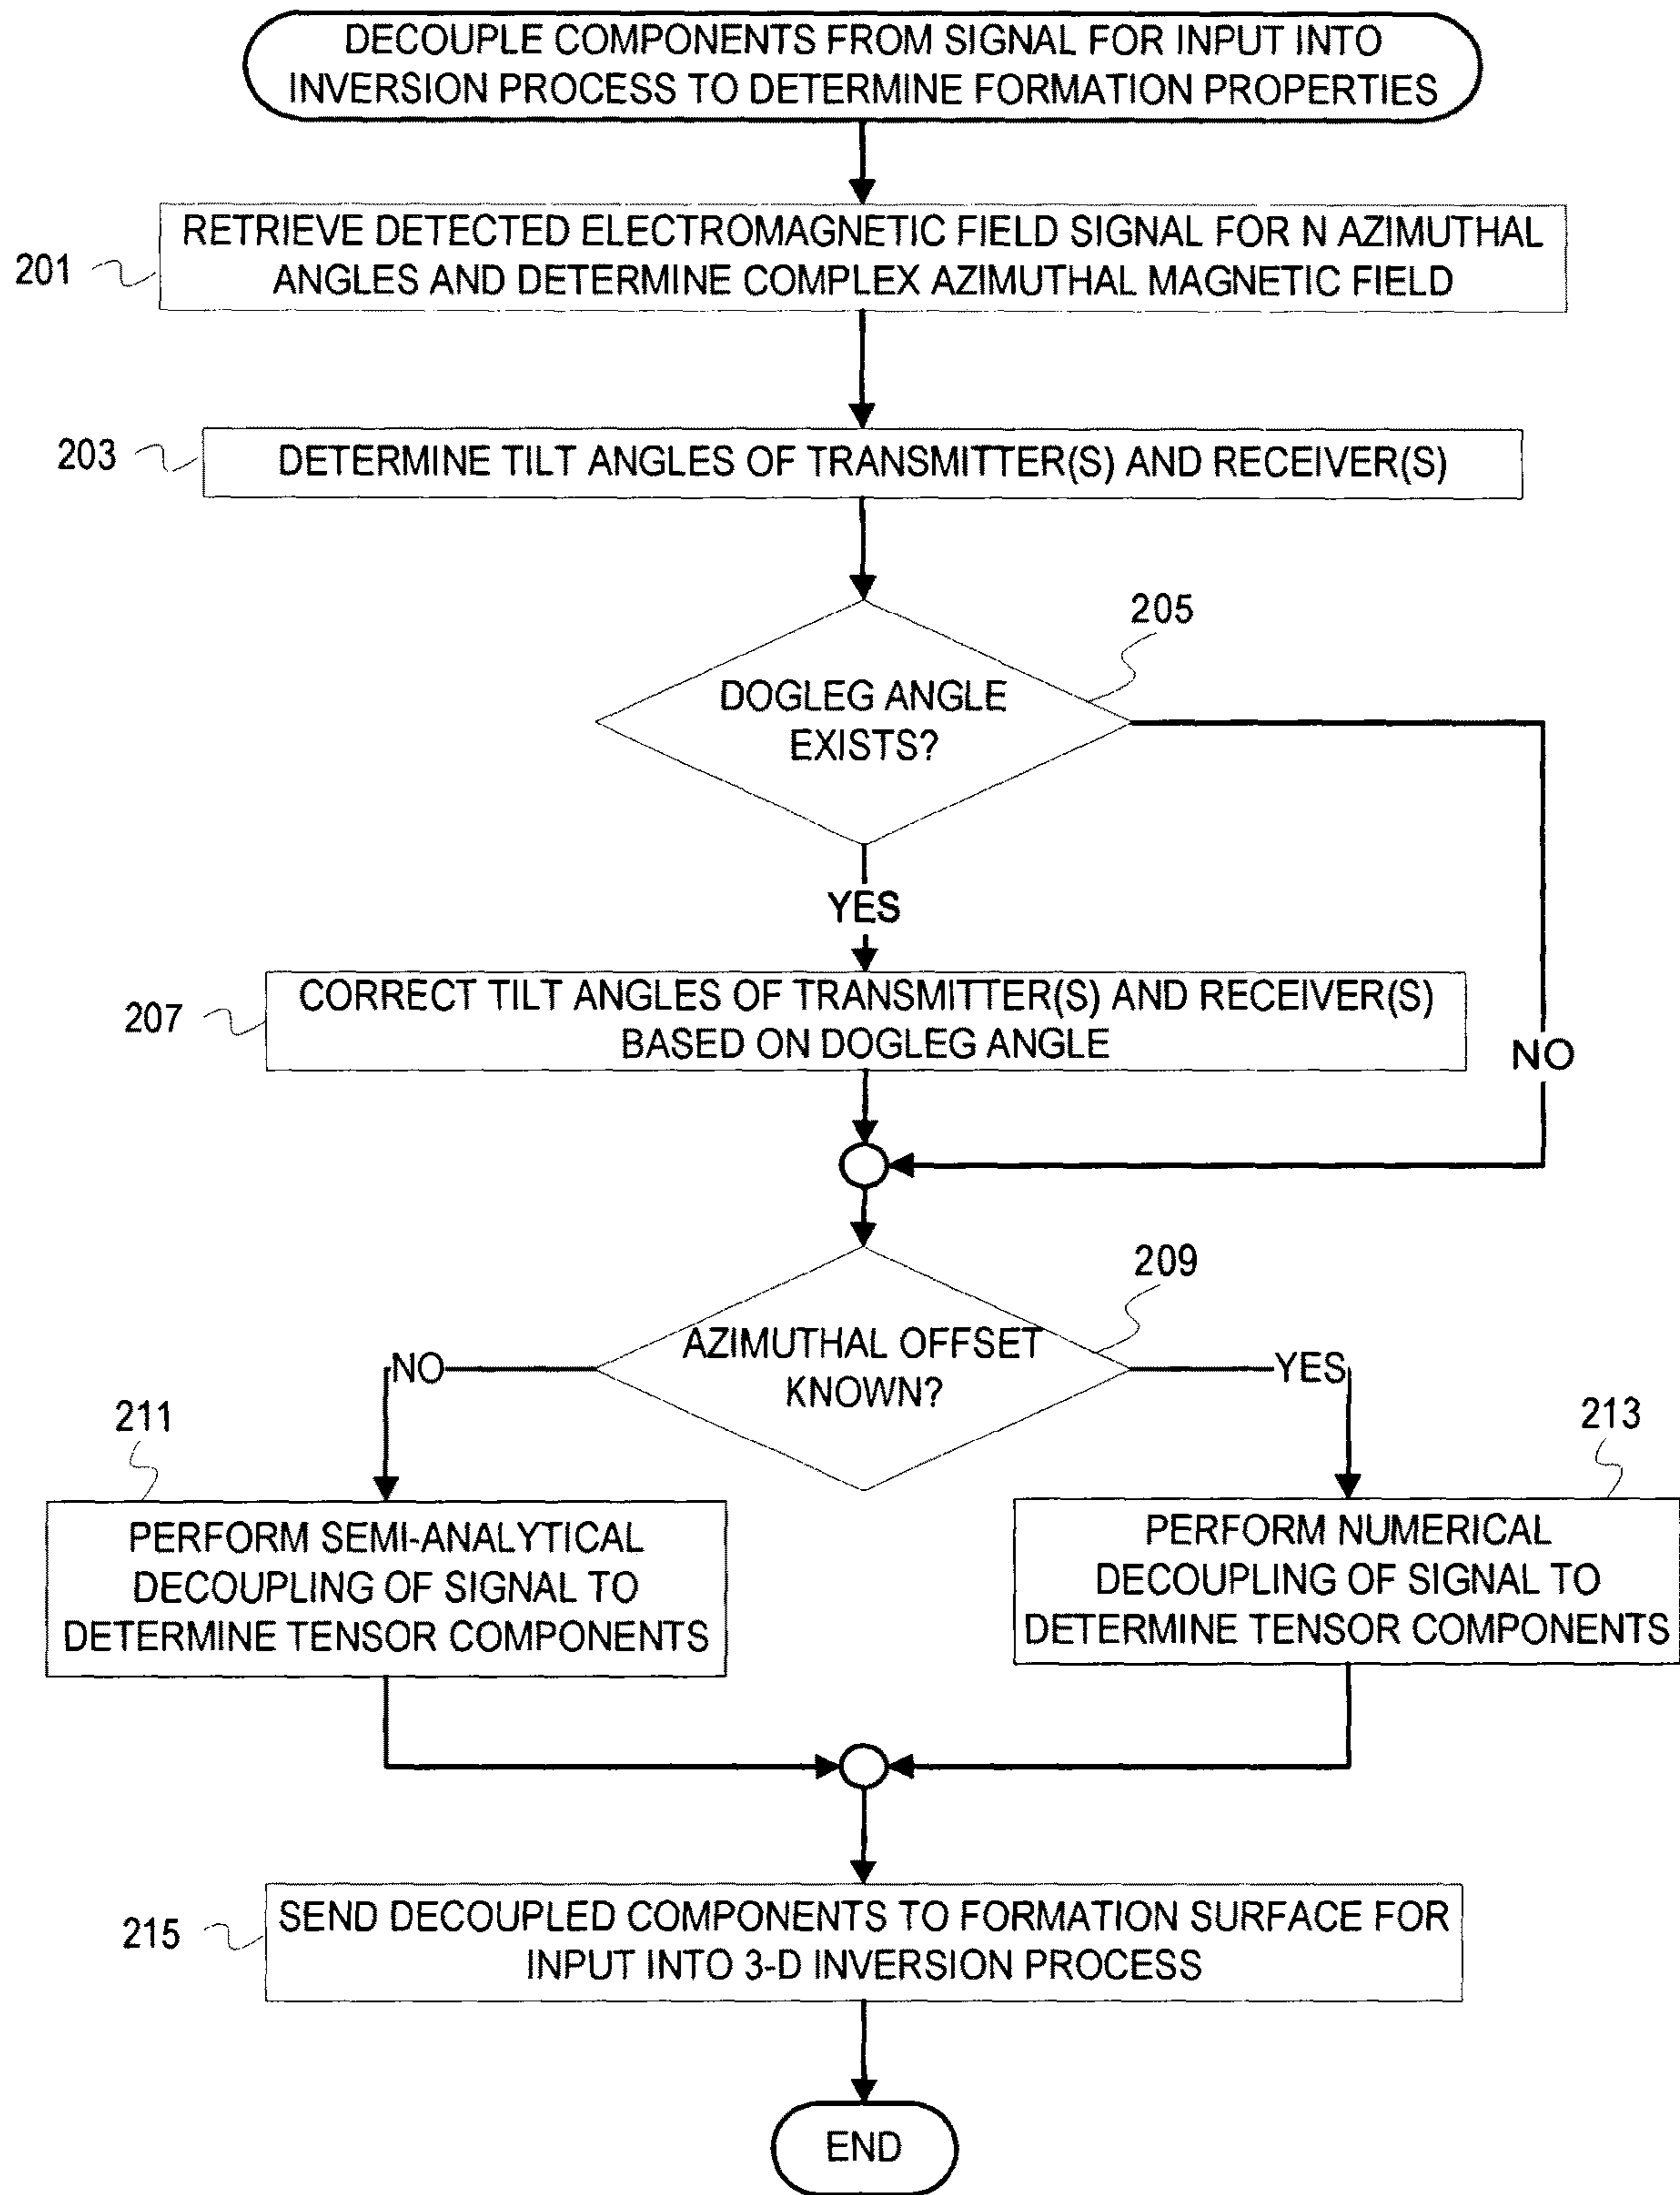 DECOUPLE COMPONENTS FROM SIGNAL FOR INPUT INTO
INVERSION PROCESS TO DETERMINE FORMATION PROPERTIES
201
RETRIEVE DETECTED ELECTROMAGNETIC FIELD SIGNAL FOR N AZIMUTHAL
ANGLES AND DETERMINE COMPLEX AZIMUTHAL MAGNETIC FIELD
203
DETERMINE TILT ANGLES OF TRANSMITTER(S) AND RECEIVER(S)
205
DOGLEG ANGLE
EXISTS?
YES
207
CORRECT TILT ANGLES OF TRANSMITTER(S) AND RECEIVER(S)
BASED ON DOGLEG ANGLE
NO
209
AZIMUTHAL OFFSET
KNOWN?
NO
YES
211
PERFORM SEMI-ANALYTICAL
DECOUPLING OF SIGNAL TO
DETERMINE TENSOR COMPONENTS
213
PERFORM NUMERICAL
DECOUPLING OF SIGNAL TO
DETERMINE TENSOR COMPONENTS
215
SEND DECOUPLED COMPONENTS TO FORMATION SURFACE FOR
INPUT INTO 3-D INVERSION PROCESS
END